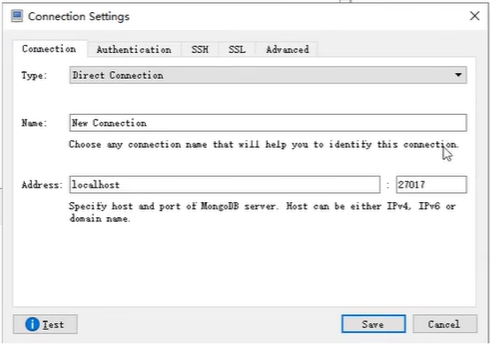 Connection Settings
Connection Authentication SSH SSL Advanced
Type: Direct Connection
Name: New Connection
Choose any connection name that will help you to identify this connection.
Address: localhost : 27017
Specify host and port of MongoDB server. Host can be either IPv4, IPv6 or
domain name.
Test Save Cancel